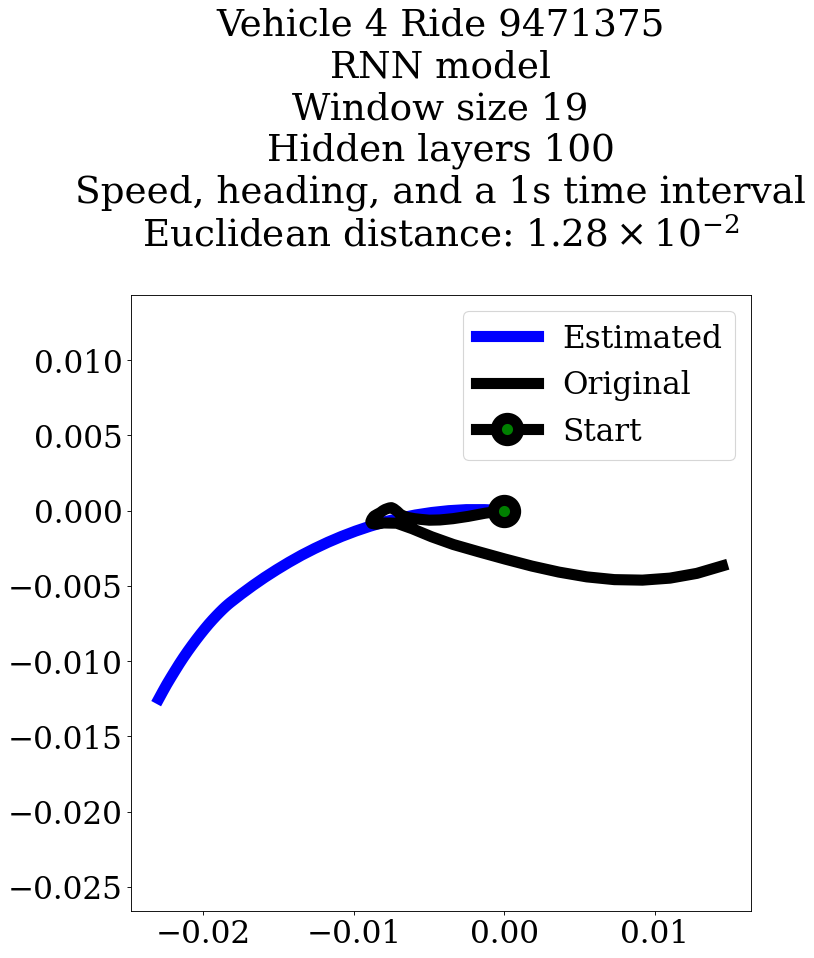 Vehicle 4 Ride 9471375
RNN model
Window size 19
Hidden layers 100
Speed, heading, and a 1s time interval
Euclidean distance: 1.28 × 10⁻²
Estimated
Original
Start
0.010
0.005
0.000
−0.005
−0.010
−0.015
−0.020
−0.025
−0.02 −0.01 0.00 0.01